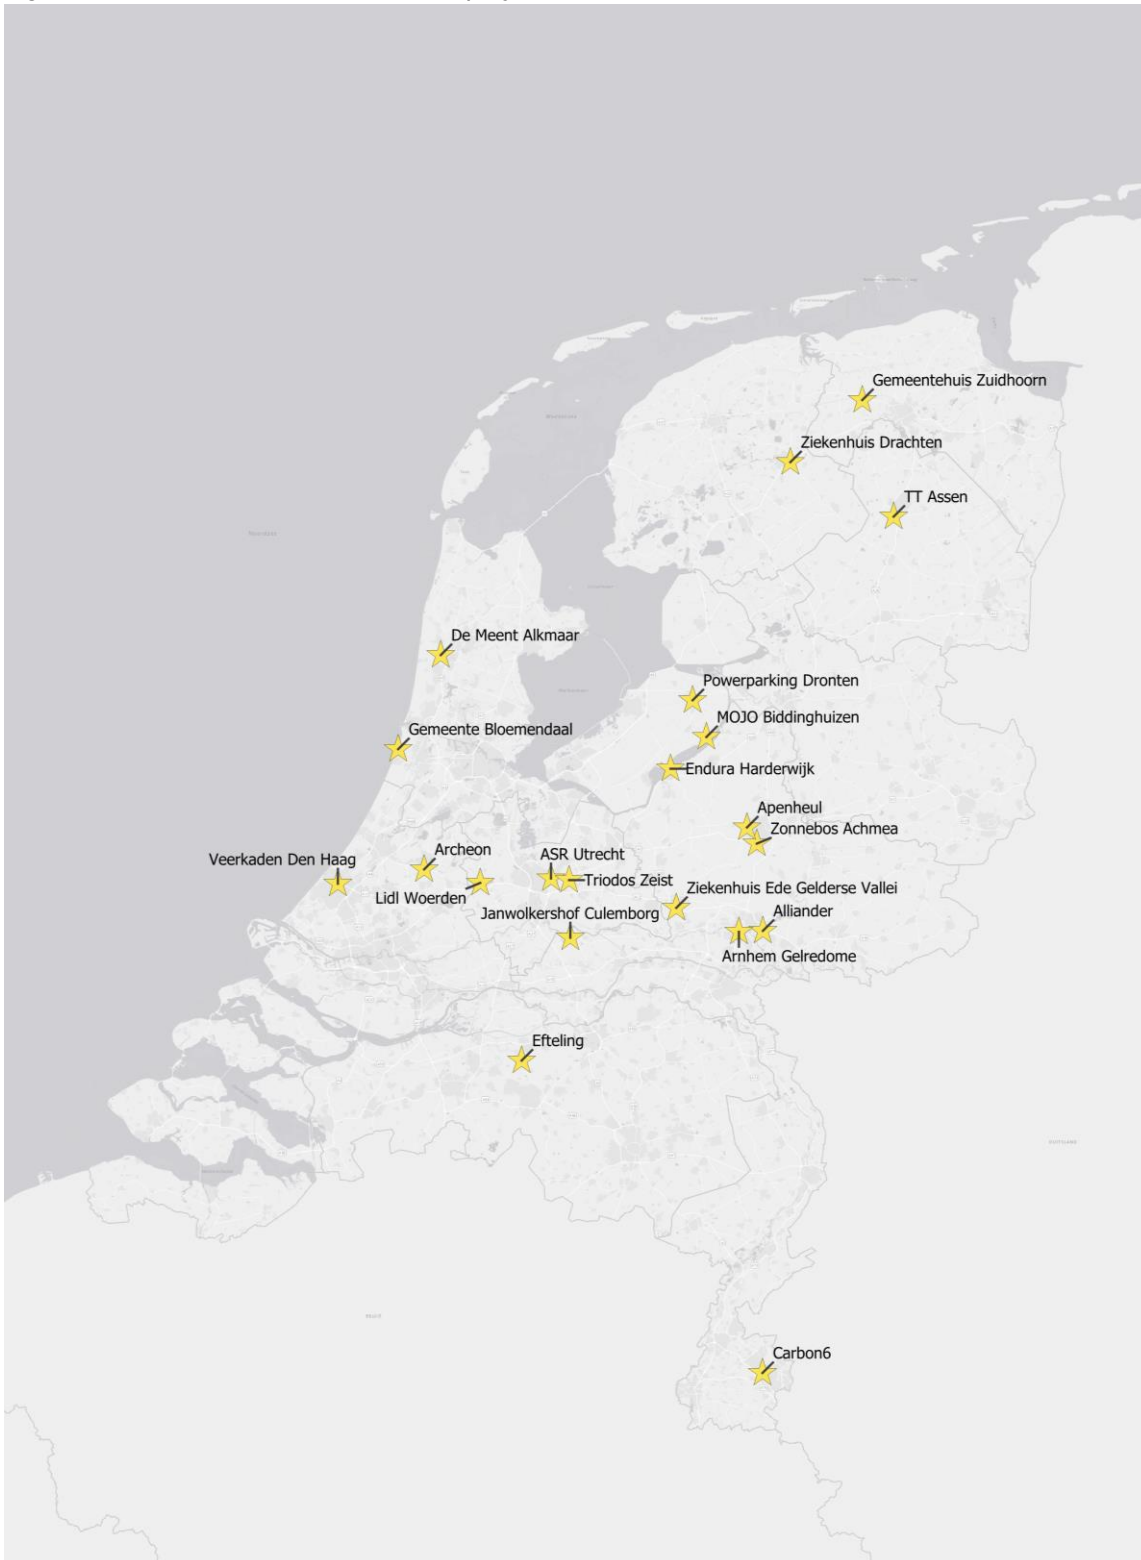 Gemeentehuis Zuidhoorn
Ziekenhuis Drachten
TT Assen
De Meent Alkmaar
Powerparking Dronten
MOJO Biddinghuizen
Gemeente Bloemendaal
Endura Harderwijk
Apenheul
Zonnebos Achmea
Archeon
ASR Utrecht
Veerkaden Den Haag
Triodos Zeist
Lidl Woerden
Ziekenhuis Ede Gelderse Vallei
Janwolkershof Culemborg
Alliander
Arnhem Gelredome
Efteling
Carbon6